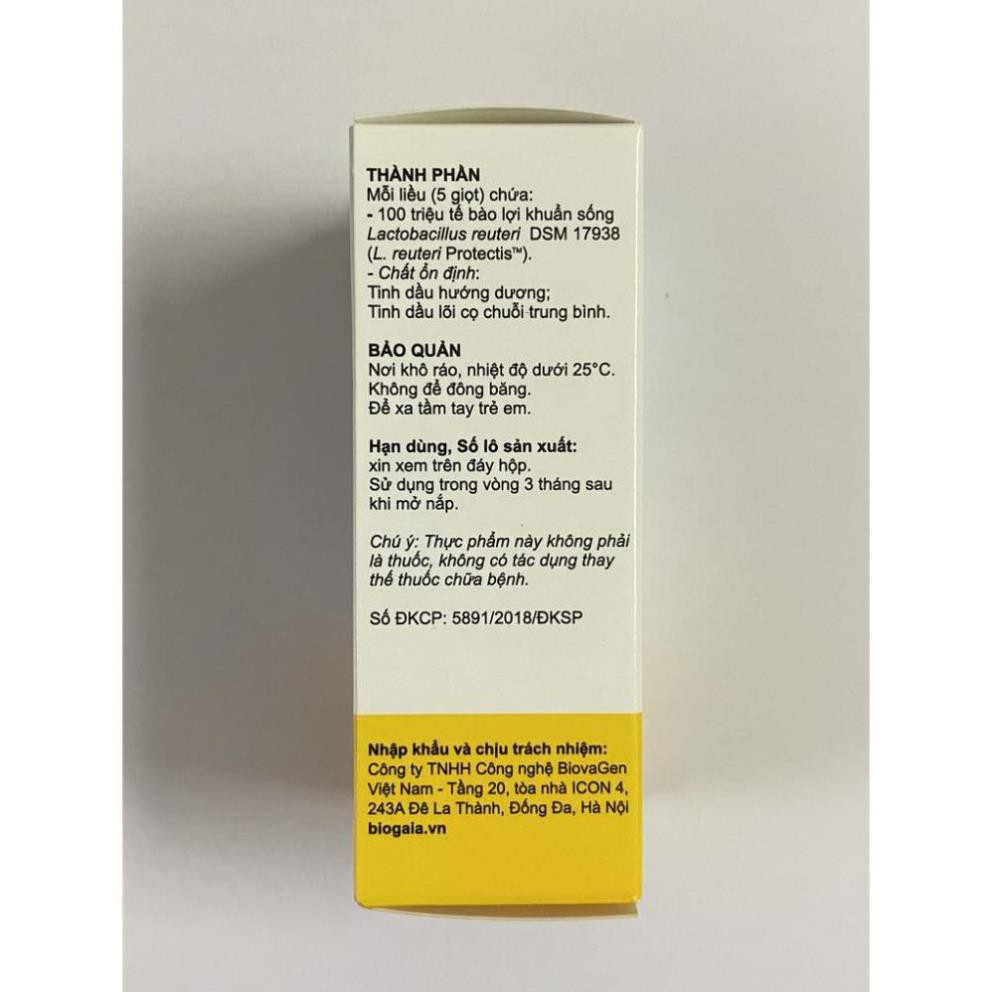 THÀNH PHẦN
Mỗi liều (5 giọt) chứa:
- 100 triệu tế bào lợi khuẩn sống
Lactobacillus reuteri DSM 17938
(L. reuteri Protectis™).
- Chất ổn định:
Tinh dầu hướng dương;
Tinh dầu lõi cọ chuỗi trung bình.
BẢO QUẢN
Nơi khô ráo, nhiệt độ dưới 25°C.
Không để đông băng.
Để xa tầm tay trẻ em.
Hạn dùng, Số lô sản xuất:
xin xem trên đáy hộp.
Sử dụng trong vòng 3 tháng sau
khi mở nắp.
Chú ý: Thực phẩm này không phải
là thuốc, không có tác dụng thay
thế thuốc chữa bệnh.
Số ĐKCP: 5891/2018/ĐKSP
Nhập khẩu và chịu trách nhiệm:
Công ty TNHH Công nghệ BiovaGen
Việt Nam - Tầng 20, tòa nhà ICON 4,
243A Đê La Thành, Đống Đa, Hà Nội
biogaia.vn